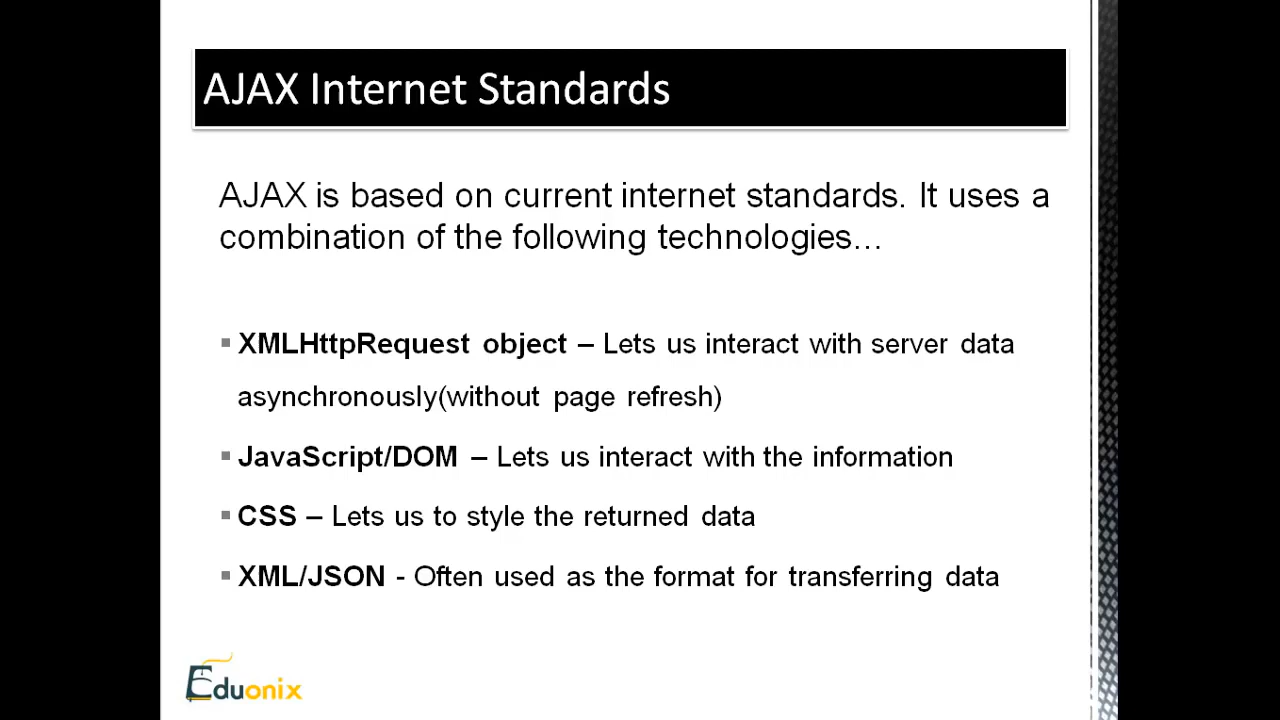 AJAX Internet Standards
AJAX is based on current internet standards. It uses a
combination of the following technologies…
▪ XMLHttpRequest object – Lets us interact with server data
asynchronously(without page refresh)
▪ JavaScript/DOM – Lets us interact with the information
▪ CSS – Lets us to style the returned data
▪ XML/JSON - Often used as the format for transferring data
Eduonix